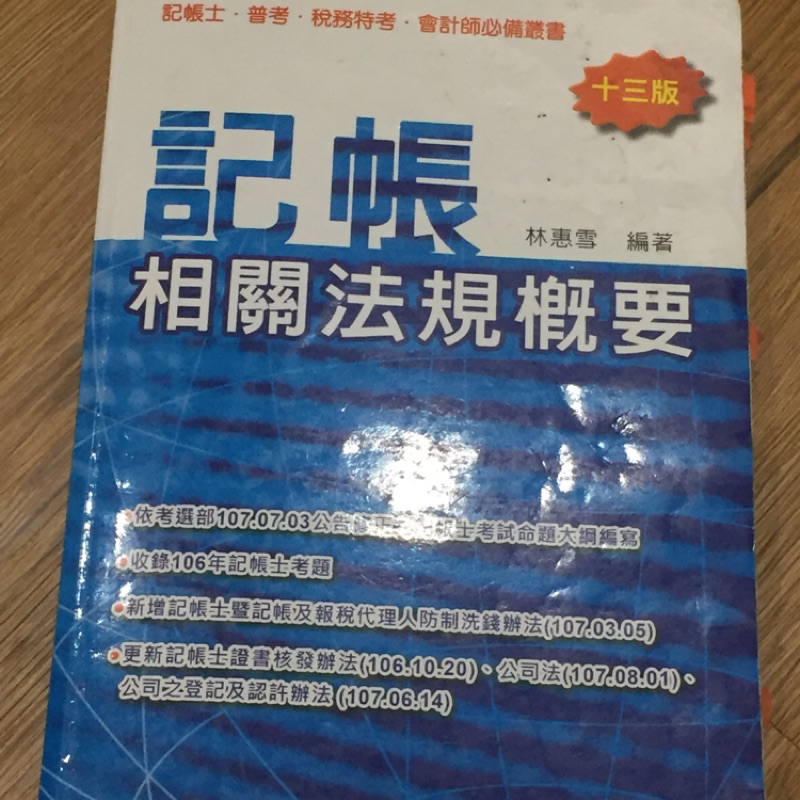 記帳士·普考·稅務特考·會計師必備叢書
十三版
記帳
林惠雪 編著
相關法規概要
•依考選部107.07.03公告 帳士考試命題大綱編寫
•收錄106年記帳士考題
•新增記帳士暨記帳及報稅代理人防制洗錢辦法(107.03.05)
•更新記帳士證書核發辦法(106.10.20)、公司法(107.08.01)、
公司之登記及認許辦法 (107.06.14)